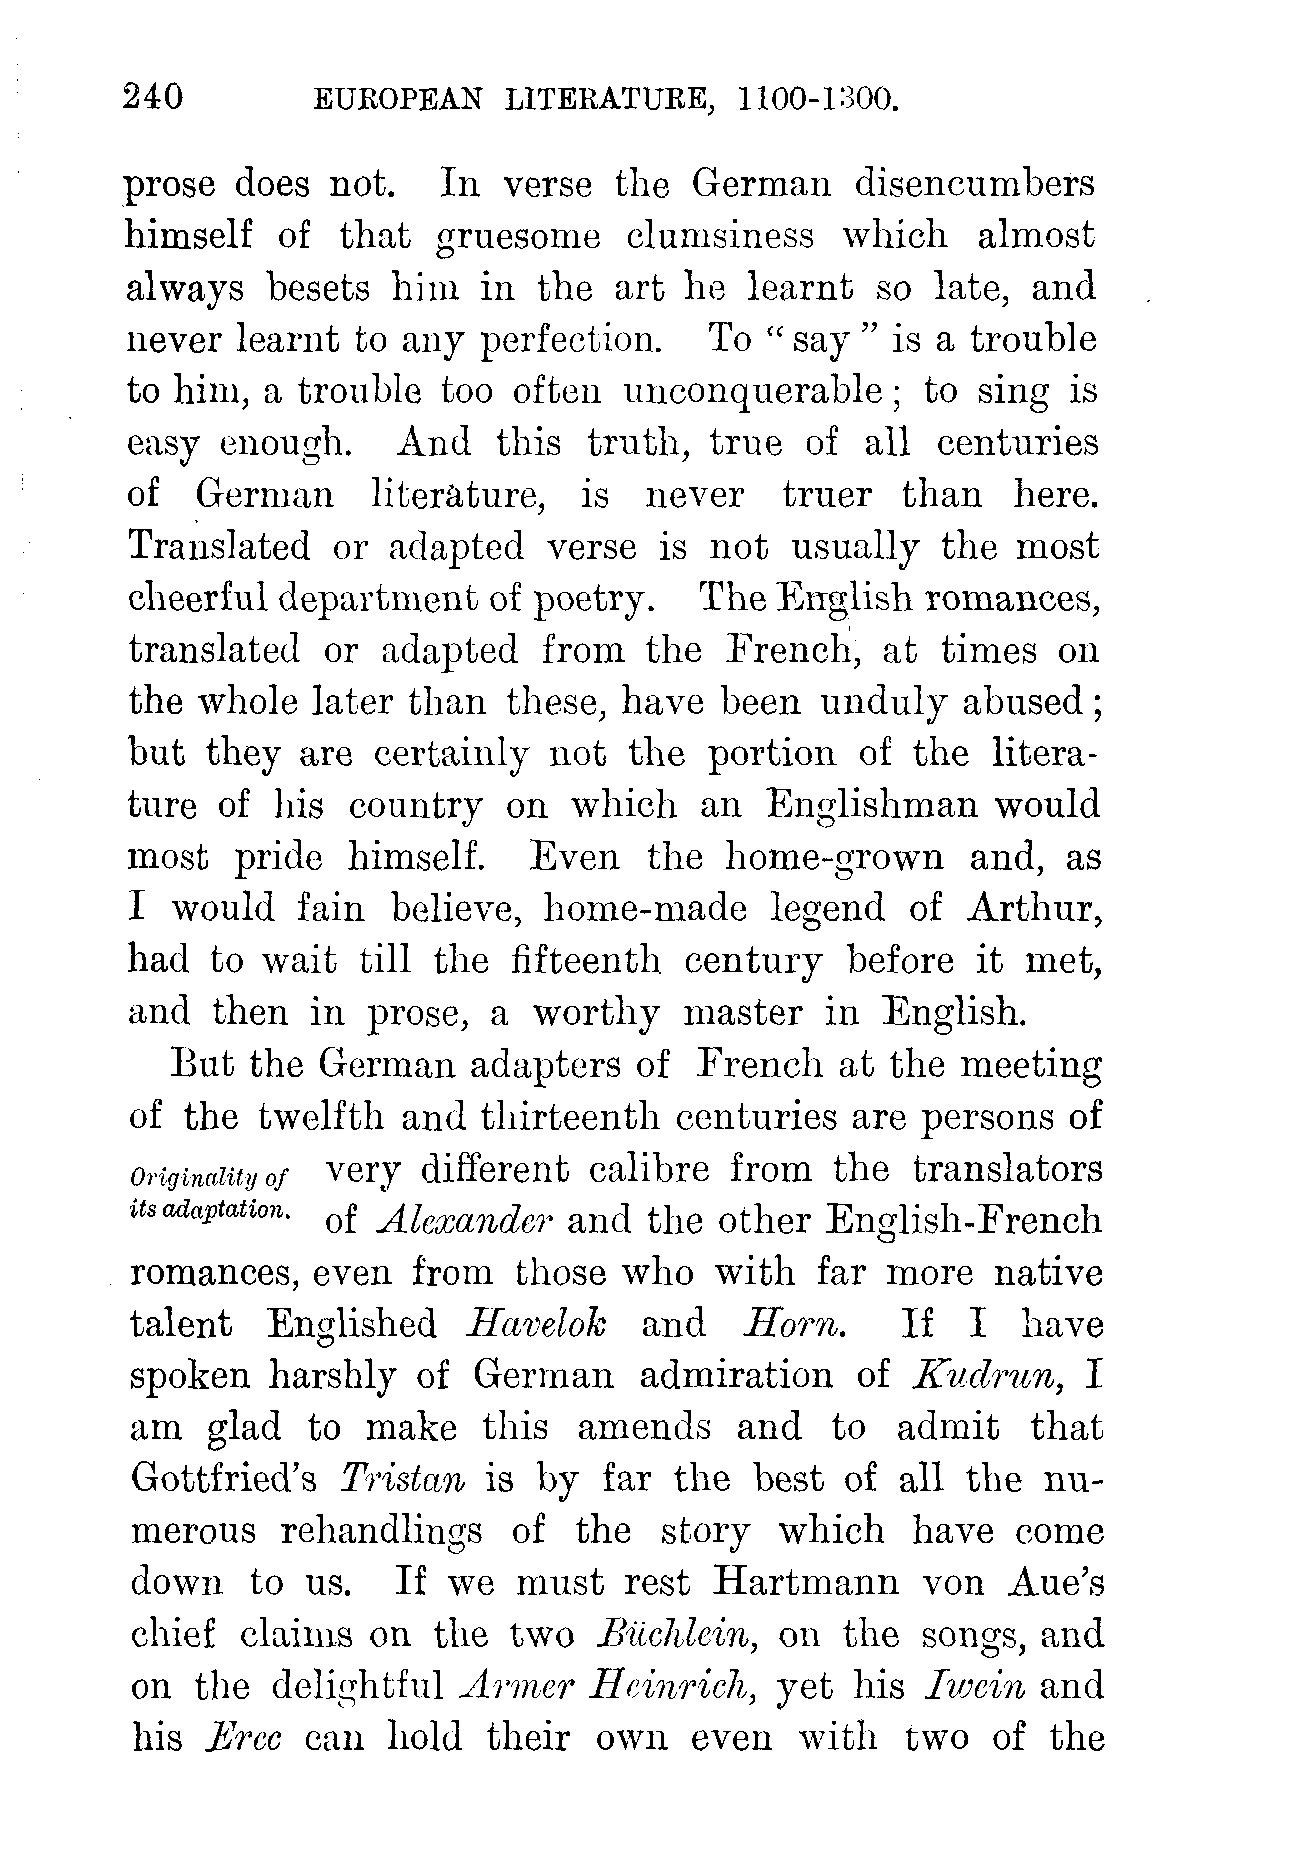 240 EUROPEAN LITERATURE, 1100-1300.
prose does not. In verse the German disencumbers
himself of that gruesome clumsiness which almost
always besets him in the art he learnt so late, and
never learnt to any perfection. To "say" is a trouble
to him, a trouble too often unconquerable; to sing is
easy enough. And this truth, true of all centuries
of German literature, is never truer than here.
Translated or adapted verse is not usually the most
cheerful department of poetry. The English romances,
translated or adapted from the French, at times on
the whole later than these, have been unduly abused;
but they are certainly not the portion of the litera-
ture of his country on which an Englishman would
most pride himself. Even the home-grown and, as
I would fain believe, home-made legend of Arthur,
had to wait till the fifteenth century before it met,
and then in prose, a worthy master in English.
But the German adapters of French at the meeting
of the twelfth and thirteenth centuries are persons of
Originality of
its adaptation.
very different calibre from the translators
of Alexander and the other English-French
romances, even from those who with far more native
talent Englished Havelok and Horn. If I have
spoken harshly of German admiration of Kudrun, I
am glad to make this amends and to admit that
Gottfried's Tristan is by far the best of all the nu-
merous rehandlings of the story which have come
down to us. If we must rest Hartmann von Aue's
chief claims on the two Büchlein, on the songs, and
on the delightful Armer Heinrich, yet his Iwein and
his Erec can hold their own even with two of the